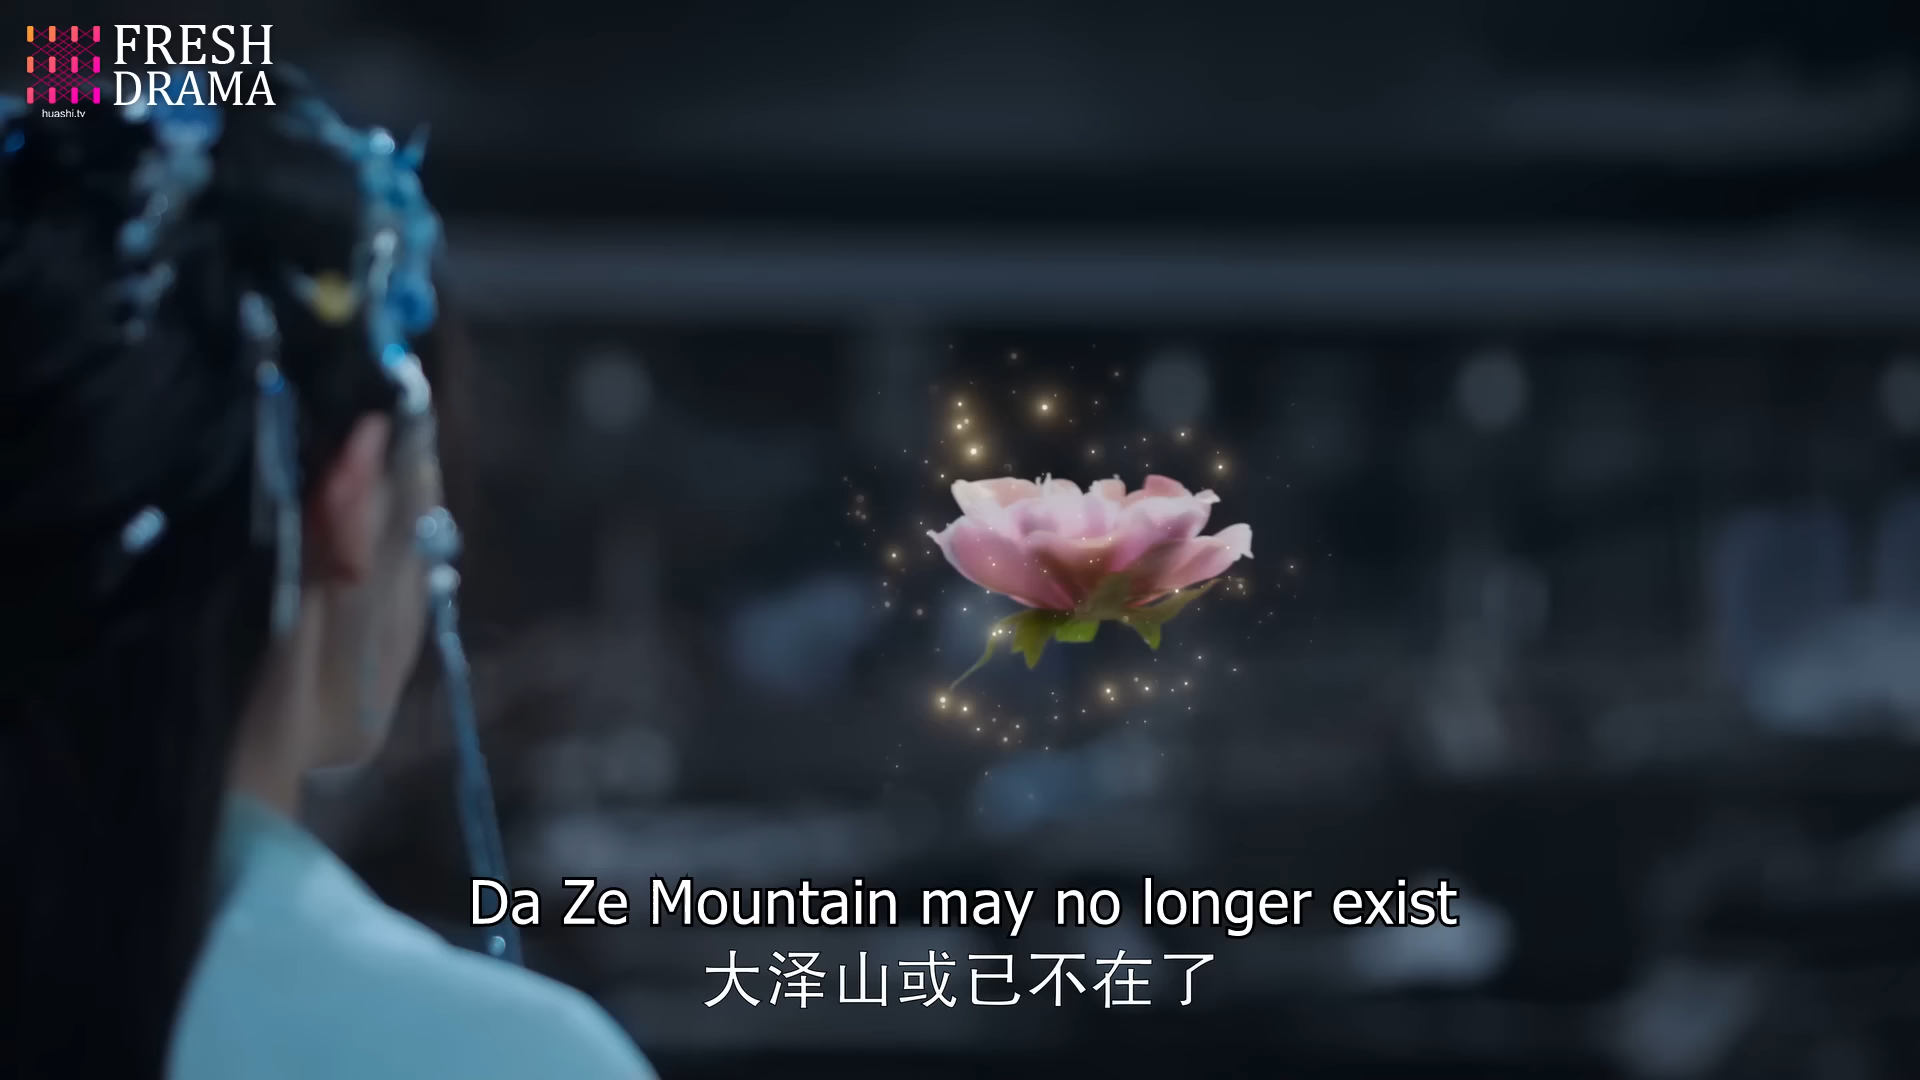 FRESH
DRAMA
huashi.tv
Da Ze Mountain may no longer exist
大泽山或已不在了